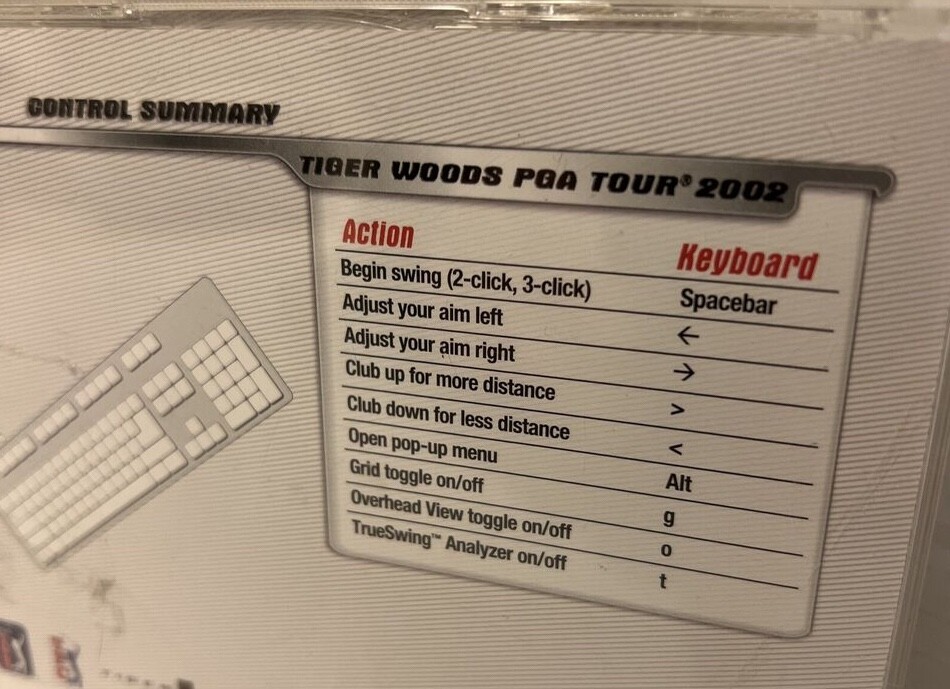 CONTROL SUMMARY
TIGER WOODS PGA TOUR® 2002
Action Keyboard
Begin swing (2-click, 3-click) Spacebar
Adjust your aim left ←
Adjust your aim right →
Club up for more distance >
Club down for less distance <
Open pop-up menu Alt
Grid toggle on/off g
Overhead View toggle on/off o
TrueSwing™ Analyzer on/off t